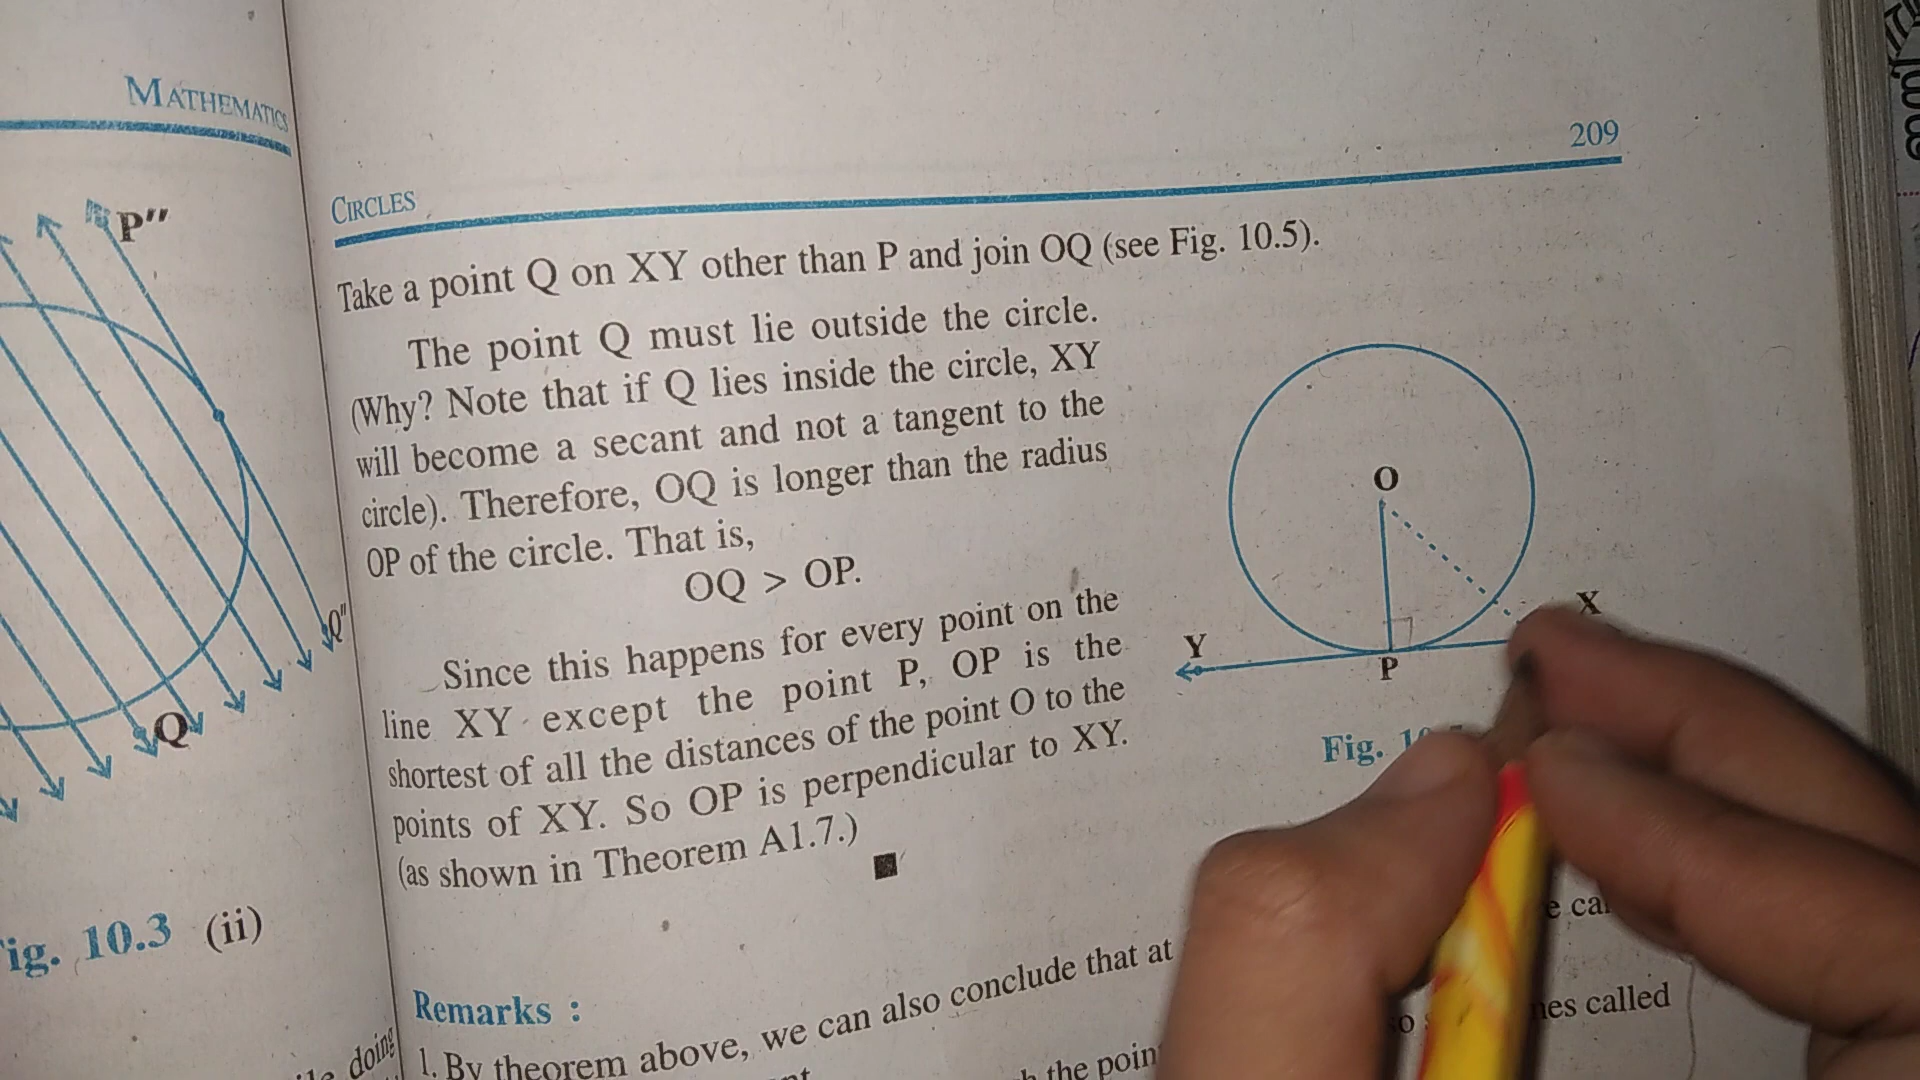 MATHEMATICS
P''
Q''
Q
10.3 (ii)
doing
209
CIRCLES
Take a point Q on XY other than P and join OQ (see Fig. 10.5).
The point Q must lie outside the circle.
(Why? Note that if Q lies inside the circle, XY
will become a secant and not a tangent to the
circle). Therefore, OQ is longer than the radius
OP of the circle. That is,
OQ > OP.
Since this happens for every point on the
line XY except the point P, OP is the
shortest of all the distances of the point O to the
points of XY. So OP is perpendicular to XY.
(as shown in Theorem A1.7.)
O
X
Y
P
Fig.
Remarks :
1. By theorem above, we can also conclude that at
called
the